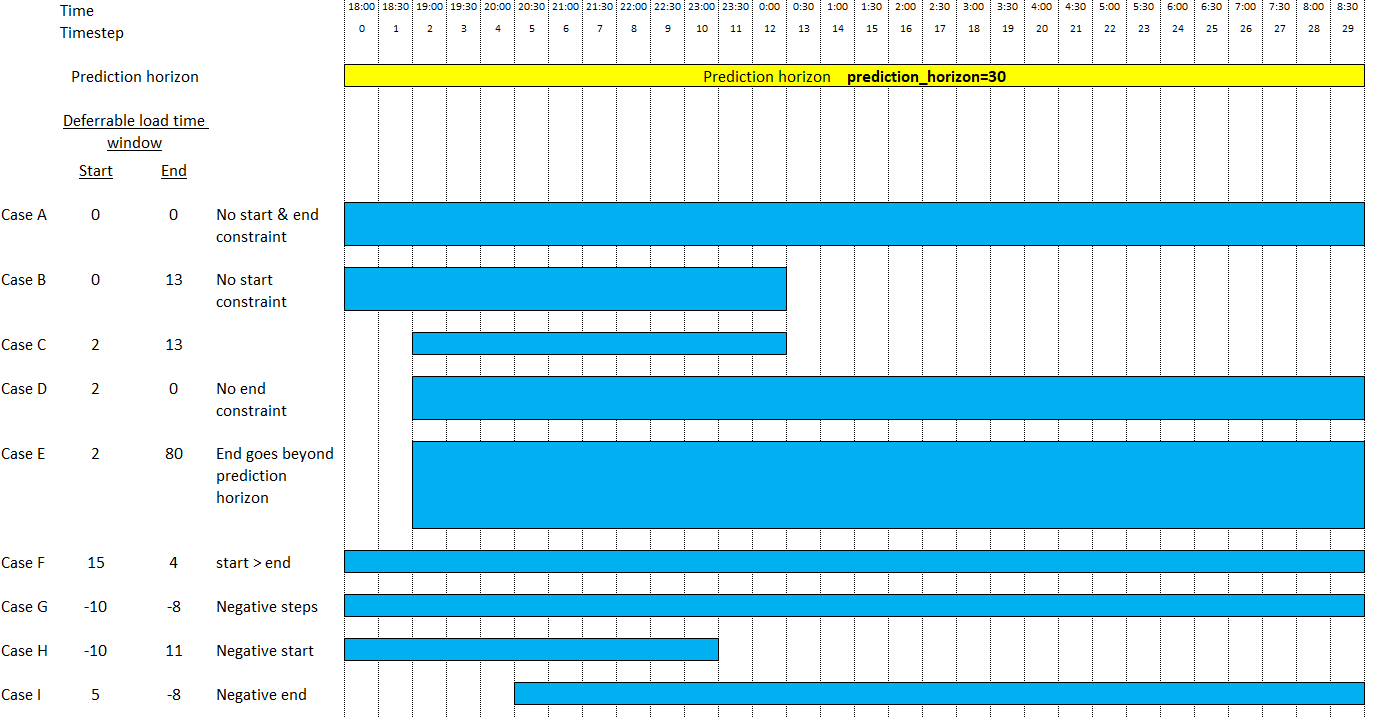 Time 18:00 18:30 19:00 19:30 20:00 20:30 21:00 21:30 22:00 22:30 23:00 23:30 0:00 0:30 1:00 1:30 2:00 2:30 3:00 3:30 4:00 4:30 5:00 5:30 6:00 6:30 7:00 7:30 8:00 8:30
Timestep 0 1 2 3 4 5 6 7 8 9 10 11 12 13 14 15 16 17 18 19 20 21 22 23 24 25 26 27 28 29
Prediction horizon Prediction horizon prediction_horizon=30
Deferrable load time
window
Start End
Case A 0 0 No start & end
constraint
Case B 0 13 No start
constraint
Case C 2 13
Case D 2 0 No end
constraint
Case E 2 80 End goes beyond
prediction
horizon
Case F 15 4 start > end
Case G -10 -8 Negative steps
Case H -10 11 Negative start
Case I 5 -8 Negative end